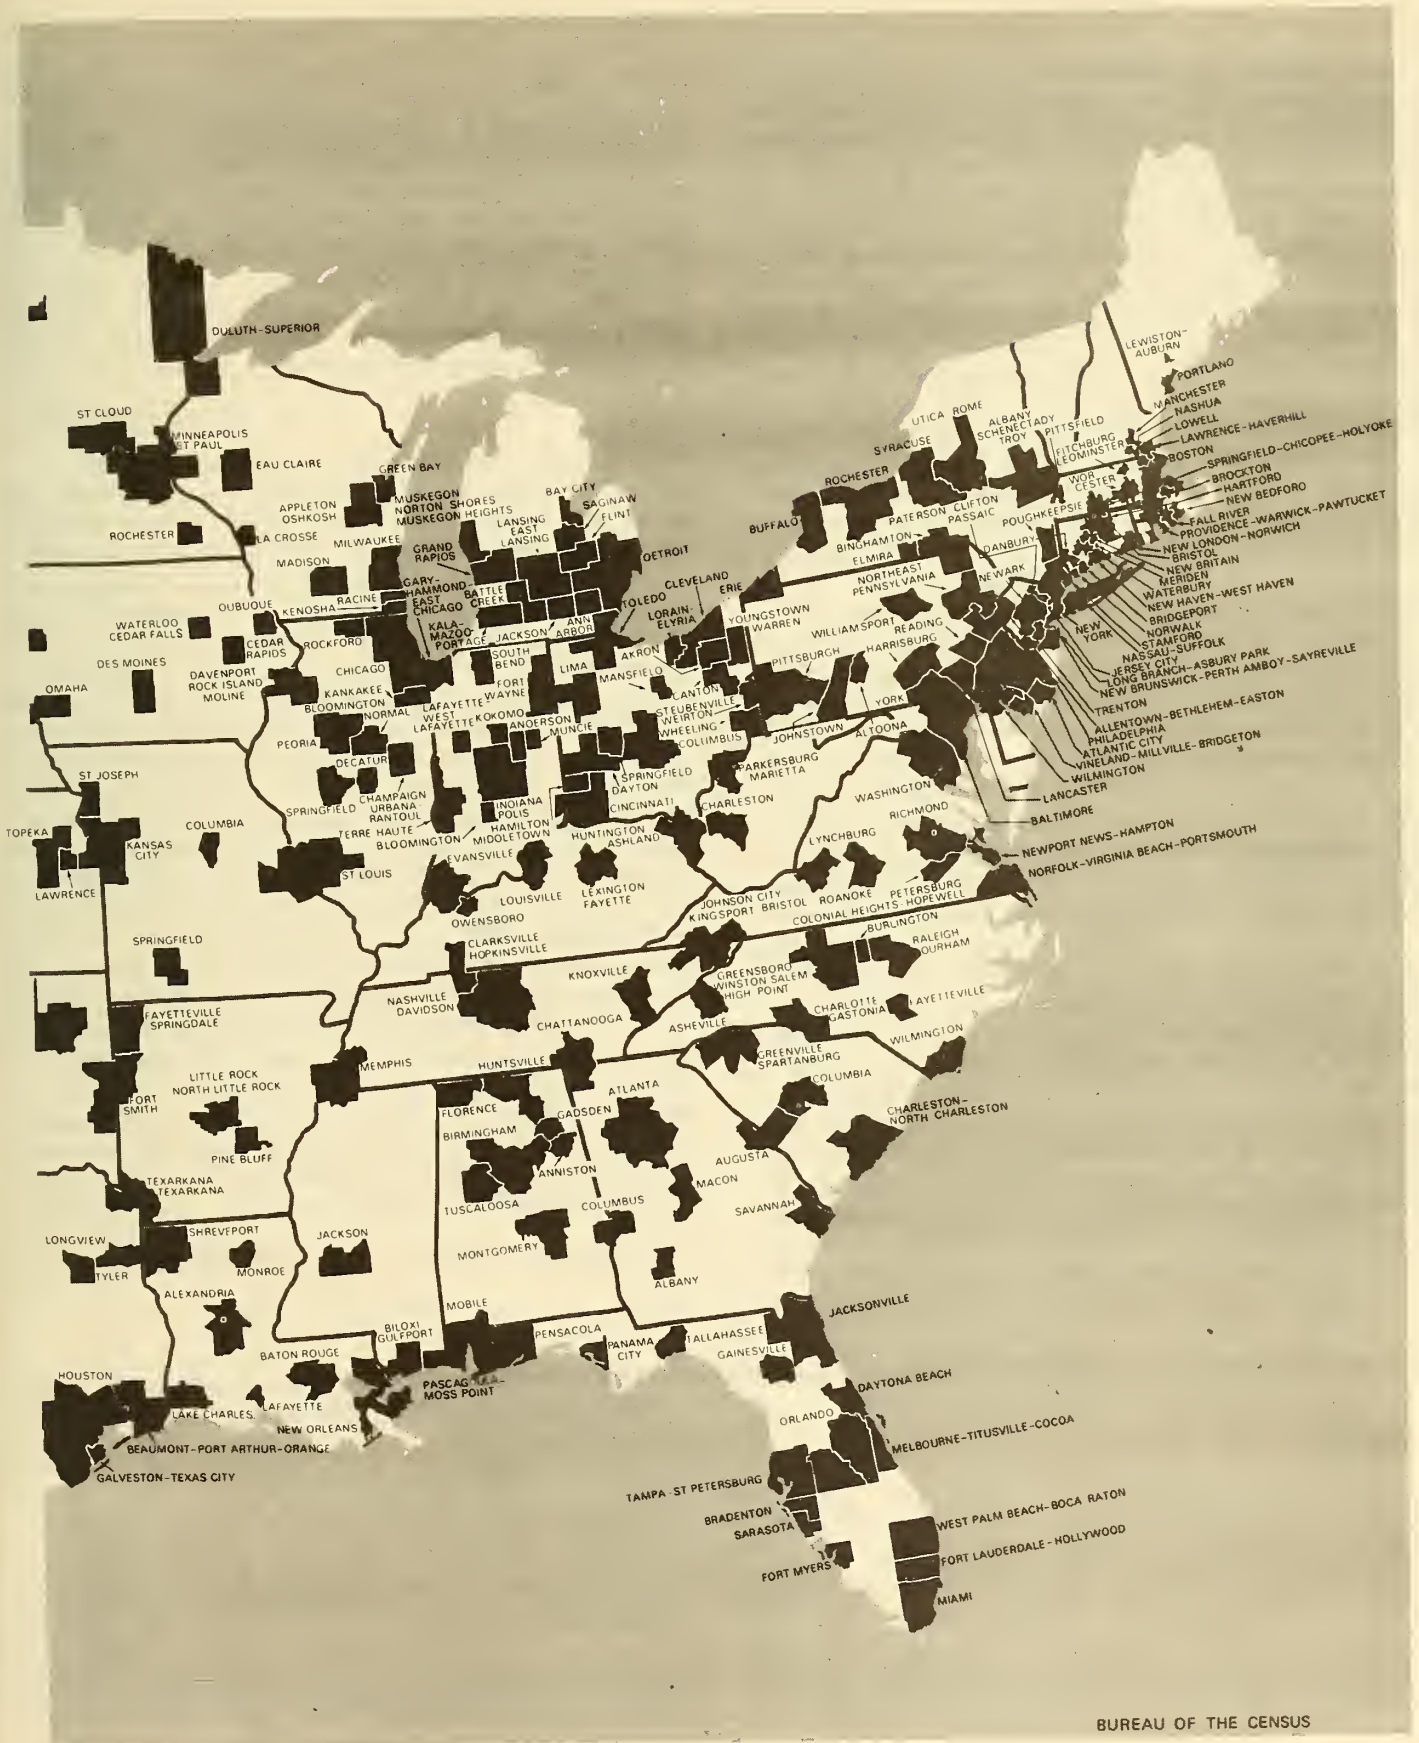 DULUTH-SUPERIOR
LEWISTON-
AUBURN
PORTLAND
MANCHESTER
NASHUA
LOWELL
LAWRENCE-HAVERHILL
BOSTON
SPRINGFIELD-CHICOPEE-HOLYOKE
BROCKTON
HARTFORD
NEW BEDFORD
FALL RIVER
PROVIDENCE-WARWICK-PAWTUCKET
NEW LONDON-NORWICH
BRISTOL
NEW BRITAIN
MERIDEN
WATERBURY
NEW HAVEN-WEST HAVEN
BRIDGEPORT
NORWALK
STAMFORD
NASSAU-SUFFOLK
JERSEY CITY
LONG BRANCH-ASBURY PARK
NEW BRUNSWICK-PERTH AMBOY-SAYREVILLE
TRENTON
ALLENTOWN-BETHLEHEM-EASTON
PHILADELPHIA
ATLANTIC CITY
VINELAND-MILLVILLE-BRIDGETON
WILMINGTON
LANCASTER
BALTIMORE
NEW
YORK
UTICA ROME
ALBANY
SCHENECTADY
TROY
PITTSFIELD
FITCHBURG
LEOMINSTER
WOR
CESTER
SYRACUSE
ROCHESTER
BUFFALO
PATERSON CLIFTON
PASSAIC
POUGHKEEPSIE
BINGHAMTON
ELMIRA
DANBURY
NORTHEAST
PENNSYLVANIA
NEWARK
WILLIAMSPORT
READING
HARRISBURG
YORK
ST CLOUD
MINNEAPOLIS
ST PAUL
EAU CLAIRE
GREEN BAY
APPLETON
OSHKOSH
MUSKEGON
NORTON SHORES
MUSKEGON HEIGHTS
BAY CITY
SAGINAW
FLINT
LANSING
EAST
LANSING
ROCHESTER
LA CROSSE
MILWAUKEE
MADISON
GRAND
RAPIDS
DETROIT
RACINE
KENOSHA
GARY-
HAMMOND-
EAST
CHICAGO
BATTLE
CREEK
CLEVELAND
ERIE
TOLEDO
LORAIN-
ELYRIA
YOUNGSTOWN
WARREN
KALA-
MAZOO
PORTAGE
JACKSON
ANN
ARBOR
WATERLOO
CEDAR FALLS
DUBUQUE
CEDAR
RAPIDS
ROCKFORD
CHICAGO
SOUTH
BEND
LIMA
AKRON
MANSFIELD
CANTON
PITTSBURGH
DES MOINES
DAVENPORT
ROCK ISLAND
MOLINE
KANKAKEE
BLOOMINGTON
NORMAL
LAFAYETTE
WEST
LAFAYETTE
FORT
WAYNE
KOKOMO
ANDERSON
MUNCIE
STEUBENVILLE
WEIRTON
WHEELING
COLUMBUS
JOHNSTOWN
ALTOONA
OMAHA
PEORIA
DECATUR
SPRINGFIELD
CHAMPAIGN
URBANA-
RANTOUL
INDIANA
POLIS
SPRINGFIELD
DAYTON
PARKERSBURG
MARIETTA
ST JOSEPH
TERRE HAUTE
BLOOMINGTON
HAMILTON
MIDDLETOWN
CINCINNATI
CHARLESTON
HUNTINGTON
ASHLAND
WASHINGTON
RICHMOND
LYNCHBURG
NEWPORT NEWS-HAMPTON
NORFOLK-VIRGINIA BEACH-PORTSMOUTH
TOPEKA
KANSAS
CITY
LAWRENCE
COLUMBIA
ST LOUIS
EVANSVILLE
LOUISVILLE
OWENSBORO
LEXINGTON
FAYETTE
JOHNSON CITY
KINGSPORT BRISTOL
ROANOKE
PETERSBURG
COLONIAL HEIGHTS-HOPEWELL
SPRINGFIELD
CLARKSVILLE
HOPKINSVILLE
BURLINGTON
RALEIGH
DURHAM
KNOXVILLE
GREENSBORO
WINSTON SALEM
HIGH POINT
NASHVILLE
DAVIDSON
CHATTANOOGA
ASHEVILLE
CHARLOTTE
GASTONIA
FAYETTEVILLE
FAYETTEVILLE
SPRINGDALE
WILMINGTON
MEMPHIS
HUNTSVILLE
GREENVILLE
SPARTANBURG
COLUMBIA
LITTLE ROCK
NORTH LITTLE ROCK
FORT
SMITH
PINE BLUFF
FLORENCE
ATLANTA
GADSDEN
BIRMINGHAM
ANNISTON
CHARLESTON-
NORTH CHARLESTON
AUGUSTA
TEXARKANA
TEXARKANA
TUSCALOOSA
COLUMBUS
MACON
SAVANNAH
SHREVEPORT
JACKSON
MONTGOMERY
LONGVIEW
TYLER
MONROE
ALBANY
ALEXANDRIA
MOBILE
JACKSONVILLE
BILOXI
GULFPORT
PENSACOLA
PANAMA
CITY
TALLAHASSEE
GAINESVILLE
BATON ROUGE
HOUSTON
PASCAGOULA-
MOSS POINT
DAYTONA BEACH
LAKE CHARLES
LAFAYETTE
NEW ORLEANS
ORLANDO
MELBOURNE-TITUSVILLE-COCOA
BEAUMONT-PORT ARTHUR-ORANGE
GALVESTON-TEXAS CITY
TAMPA-ST PETERSBURG
BRADENTON
SARASOTA
WEST PALM BEACH-BOCA RATON
FORT MYERS
FORT LAUDERDALE-HOLLYWOOD
MIAMI
BUREAU OF THE CENSUS